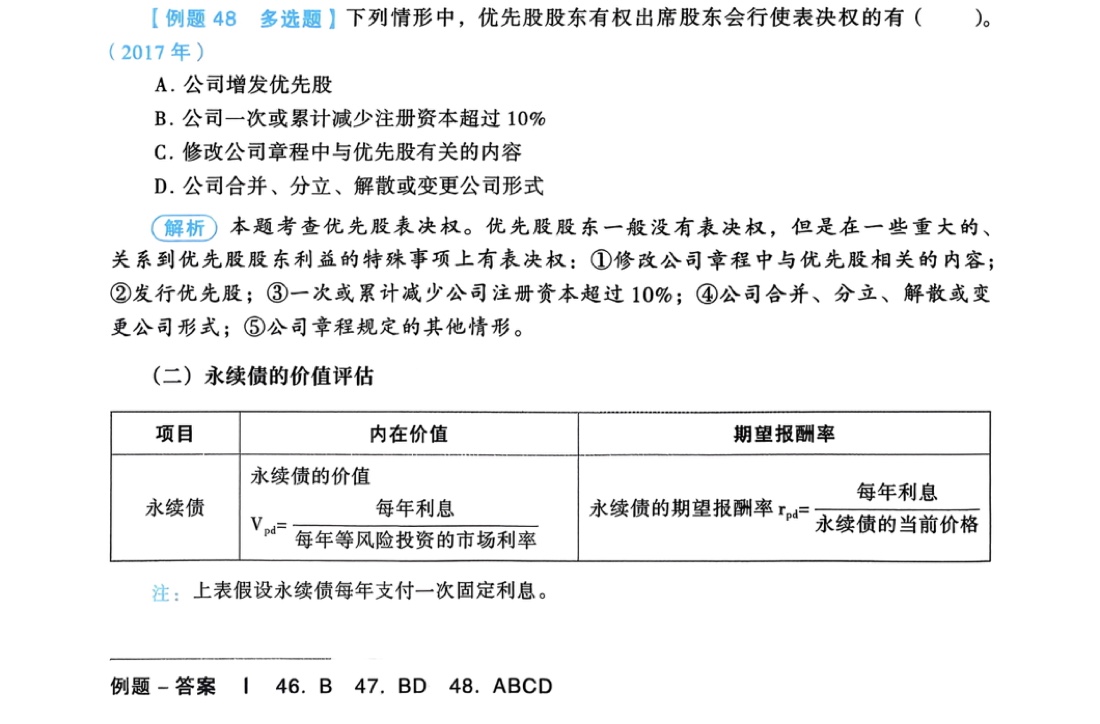 【例题 48 多选题】下列情形中，优先股股东有权出席股东会行使表决权的有（ ）。
（2017 年）
A. 公司增发优先股
B. 公司一次或累计减少注册资本超过 10%
C. 修改公司章程中与优先股有关的内容
D. 公司合并、分立、解散或变更公司形式
解析 本题考查优先股表决权。优先股股东一般没有表决权，但是在一些重大的、
关系到优先股股东利益的特殊事项上有表决权：①修改公司章程中与优先股相关的内容；
②发行优先股；③一次或累计减少公司注册资本超过 10%；④公司合并、分立、解散或变
更公司形式；⑤公司章程规定的其他情形。
（二）永续债的价值评估
项目 内在价值 期望报酬率
永续债
永续债的价值
Vpd=
每年利息
每年等风险投资的市场利率
永续债的期望报酬率 rpd=
每年利息
永续债的当前价格
注：上表假设永续债每年支付一次固定利息。
例题 – 答案 | 46. B 47. BD 48. ABCD